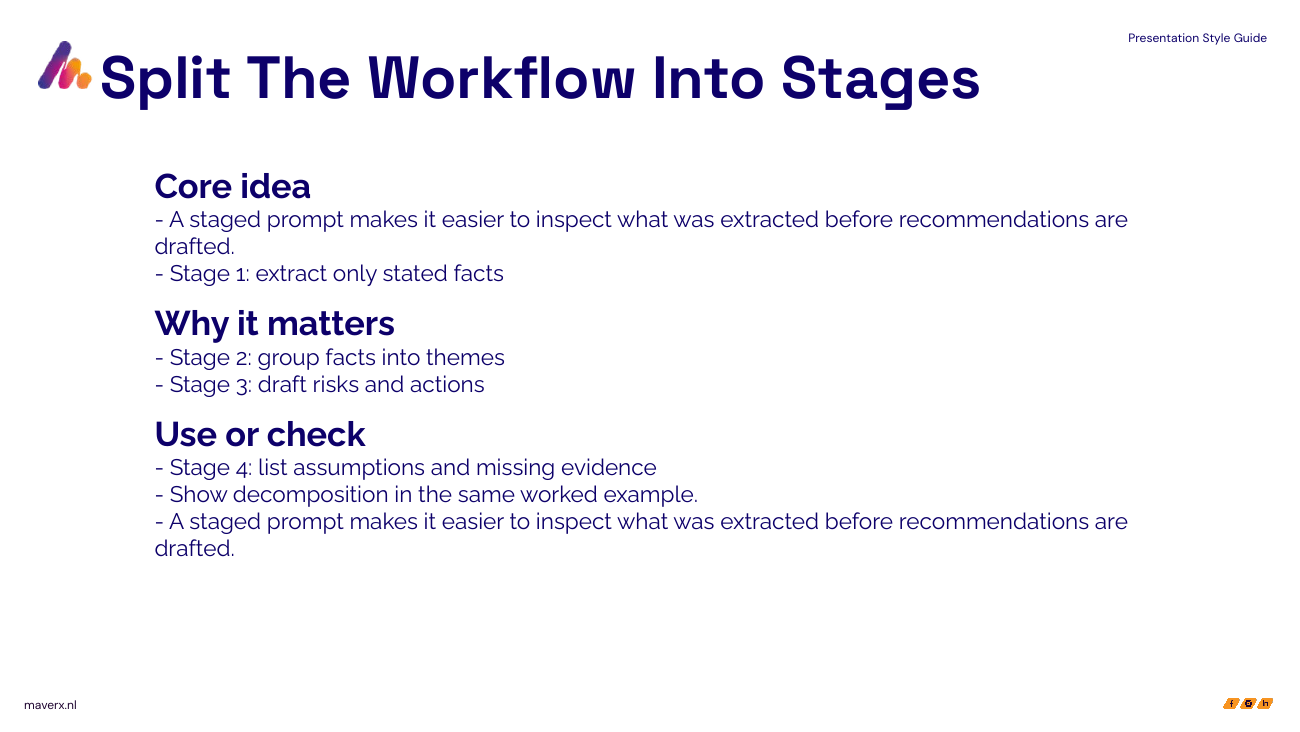 Presentation Style Guide
Split The Workflow Into Stages
Core idea
- A staged prompt makes it easier to inspect what was extracted before recommendations are
drafted.
- Stage 1: extract only stated facts
Why it matters
- Stage 2: group facts into themes
- Stage 3: draft risks and actions
Use or check
- Stage 4: list assumptions and missing evidence
- Show decomposition in the same worked example.
- A staged prompt makes it easier to inspect what was extracted before recommendations are
drafted.
maverx.nl
f in